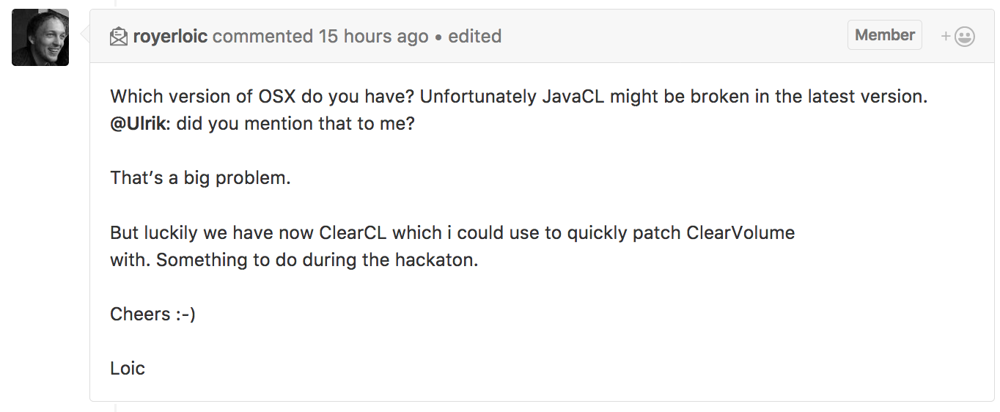 royerloic commented 15 hours ago • edited
Member
+
Which version of OSX do you have? Unfortunately JavaCL might be broken in the latest version.
@Ulrik: did you mention that to me?
That’s a big problem.
But luckily we have now ClearCL which i could use to quickly patch ClearVolume
with. Something to do during the hackaton.
Cheers :-)
Loic